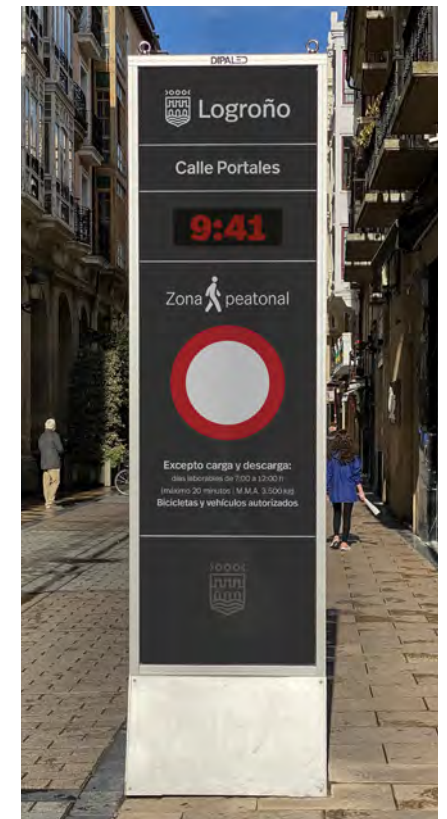 DIPALED
Logroño
Calle Portales
9:41
Zona peatonal
Excepto carga y descarga:
días laborables de 7:00 a 12:00 h
(máximo 20 minutos | M.M.A. 3.500 kg)
Bicicletas y vehículos autorizados